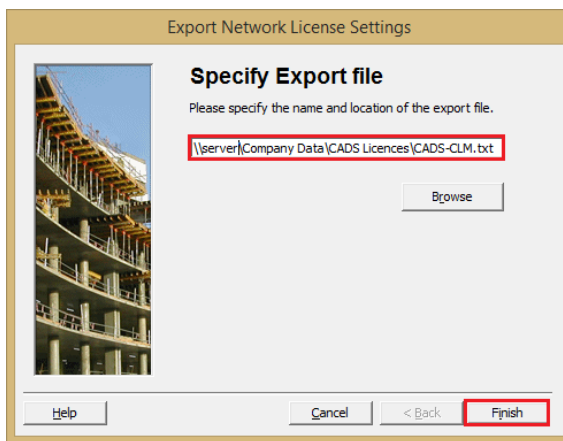 Export Network License Settings
Specify Export file
Please specify the name and location of the export file.
\\server\Company Data\CADS Licences\CADS-CLM.txt
Browse
Help Cancel < Back Finish